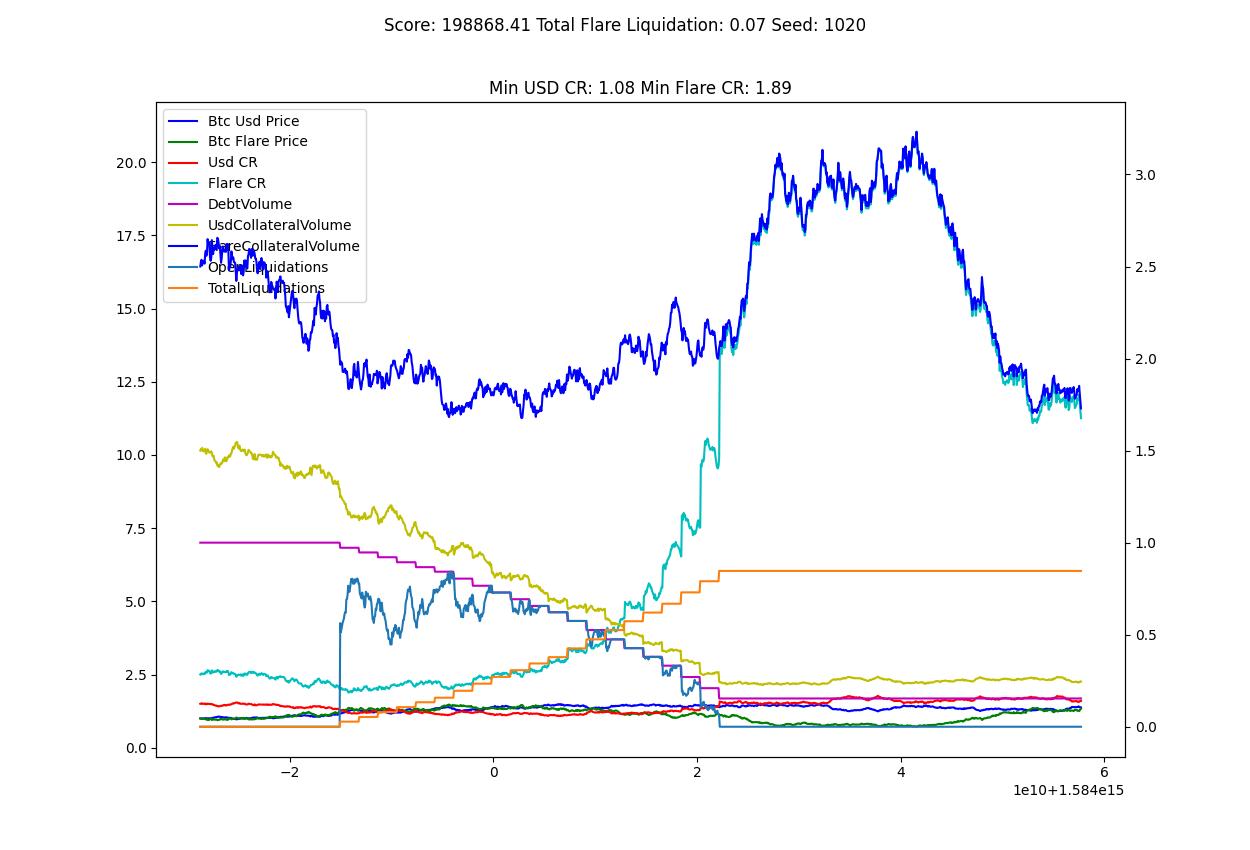 Score: 198868.41 Total Flare Liquidation: 0.07 Seed: 1020
Min USD CR: 1.08 Min Flare CR: 1.89
Btc Usd Price
Btc Flare Price
Usd CR
Flare CR
DebtVolume
UsdCollateralVolume
FlareCollateralVolume
OpenLiquidations
TotalLiquidations
20.0
17.5
15.0
12.5
10.0
7.5
5.0
2.5
0.0
3.0
2.5
2.0
1.5
1.0
0.5
0.0
−2
0
2
4
6
1e10+1.584e15